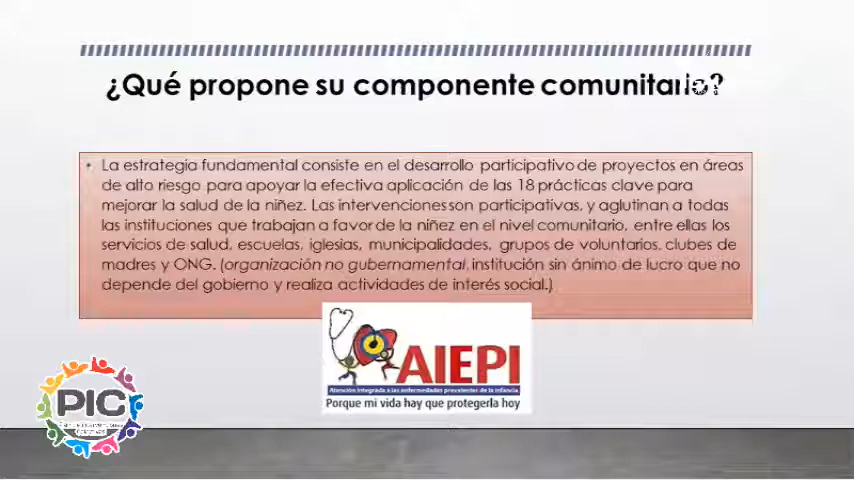 ¿Qué propone su componente comunitario?
• La estrategia fundamental consiste en el desarrollo participativo de proyectos en áreas
de alto riesgo para apoyar la efectiva aplicación de las 18 prácticas clave para
mejorar la salud de la niñez. Las intervenciones son participativas, y aglutinan a todas
las instituciones que trabajan a favor de la niñez en el nivel comunitario, entre ellas los
servicios de salud, escuelas, iglesias, municipalidades, grupos de voluntarios, clubes de
madres y ONG. (organización no gubernamental, institución sin ánimo de lucro que no
depende del gobierno y realiza actividades de interés social.)
AIEPI
Atención integrada a las enfermedades prevalentes de la infancia
Porque mi vida hay que protegerla hoy
PIC